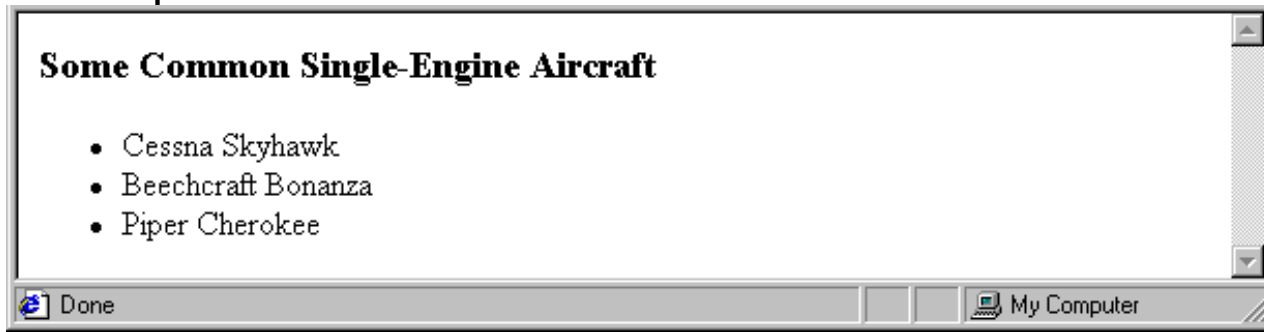 Some Common Single-Engine Aircraft
• Cessna Skyhawk
• Beechcraft Bonanza
• Piper Cherokee
Done My Computer